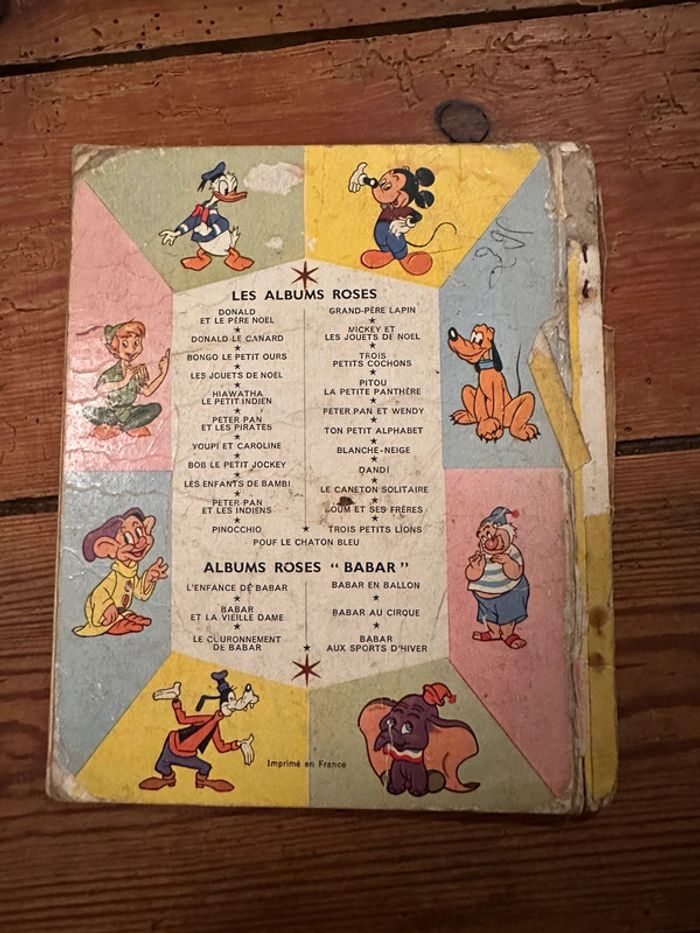 LES ALBUMS ROSES
DONALD
ET LE PÈRE NOEL
DONALD LE CANARD
BONGO LE PETIT OURS
LES JOUETS DE NOEL
HIAWATHA
LE PETIT INDIEN
PETER PAN
ET LES PIRATES
YOUPI ET CAROLINE
BOB LE PETIT JOCKEY
LES ENFANTS DE BAMBI
PETER PAN
ET LES INDIENS
PINOCCHIO
GRAND-PÈRE LAPIN
MICKEY ET
LES JOUETS DE NOEL
TROIS
PETITS COCHONS
PITOU
LA PETITE PANTHÈRE
PETER PAN ET WENDY
TON PETIT ALPHABET
BLANCHE-NEIGE
DANDI
LE CANETON SOLITAIRE
ET SES FRÈRES
TROIS PETITS LIONS
POUF LE CHATON BLEU
ALBUMS ROSES "BABAR"
L'ENFANCE DE BABAR
BABAR
ET LA VIEILLE DAME
LE COURONNEMENT
DE BABAR
BABAR EN BALLON
BABAR AU CIRQUE
BABAR
AUX SPORTS D'HIVER
Imprimé en France